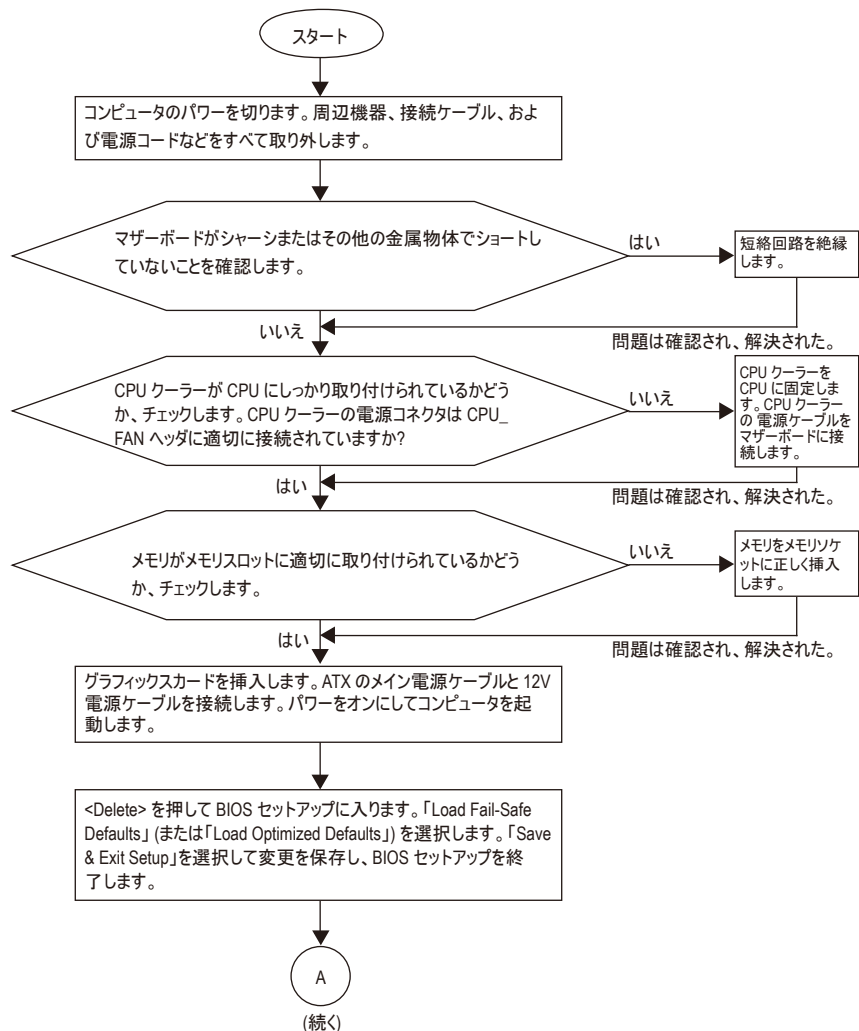 スタート
コンピュータのパワーを切ります。周辺機器、接続ケーブル、およ
び電源コードなどをすべて取り外します。
マザーボードがシャーシまたはその他の金属物体でショートし
ていないことを確認します。
はい
短絡回路を絶縁
します。
いいえ
問題は確認され、解決された。
CPU クーラーが CPU にしっかり取り付けられているかどう
か、チェックします。CPU クーラーの電源コネクタは CPU_
FAN ヘッダに適切に接続されていますか?
いいえ
CPU クーラーを
CPU に固定しま
す。CPU クーラー
の 電源ケーブルを
マザーボードに接
続します。
はい
問題は確認され、解決された。
メモリがメモリスロットに適切に取り付けられているかどう
か、チェックします。
いいえ
メモリをメモリソケ
ットに正しく挿入
します。
はい
問題は確認され、解決された。
グラフィックスカードを挿入します。ATX のメイン電源ケーブルと 12V
電源ケーブルを接続します。パワーをオンにしてコンピュータを起
動します。
<Delete> を押して BIOS セットアップに入ります。「Load Fail-Safe
Defaults」 (または「Load Optimized Defaults」) を選択します。「Save
& Exit Setup」を選択して変更を保存し、BIOS セットアップを終
了します。
A
(続く)